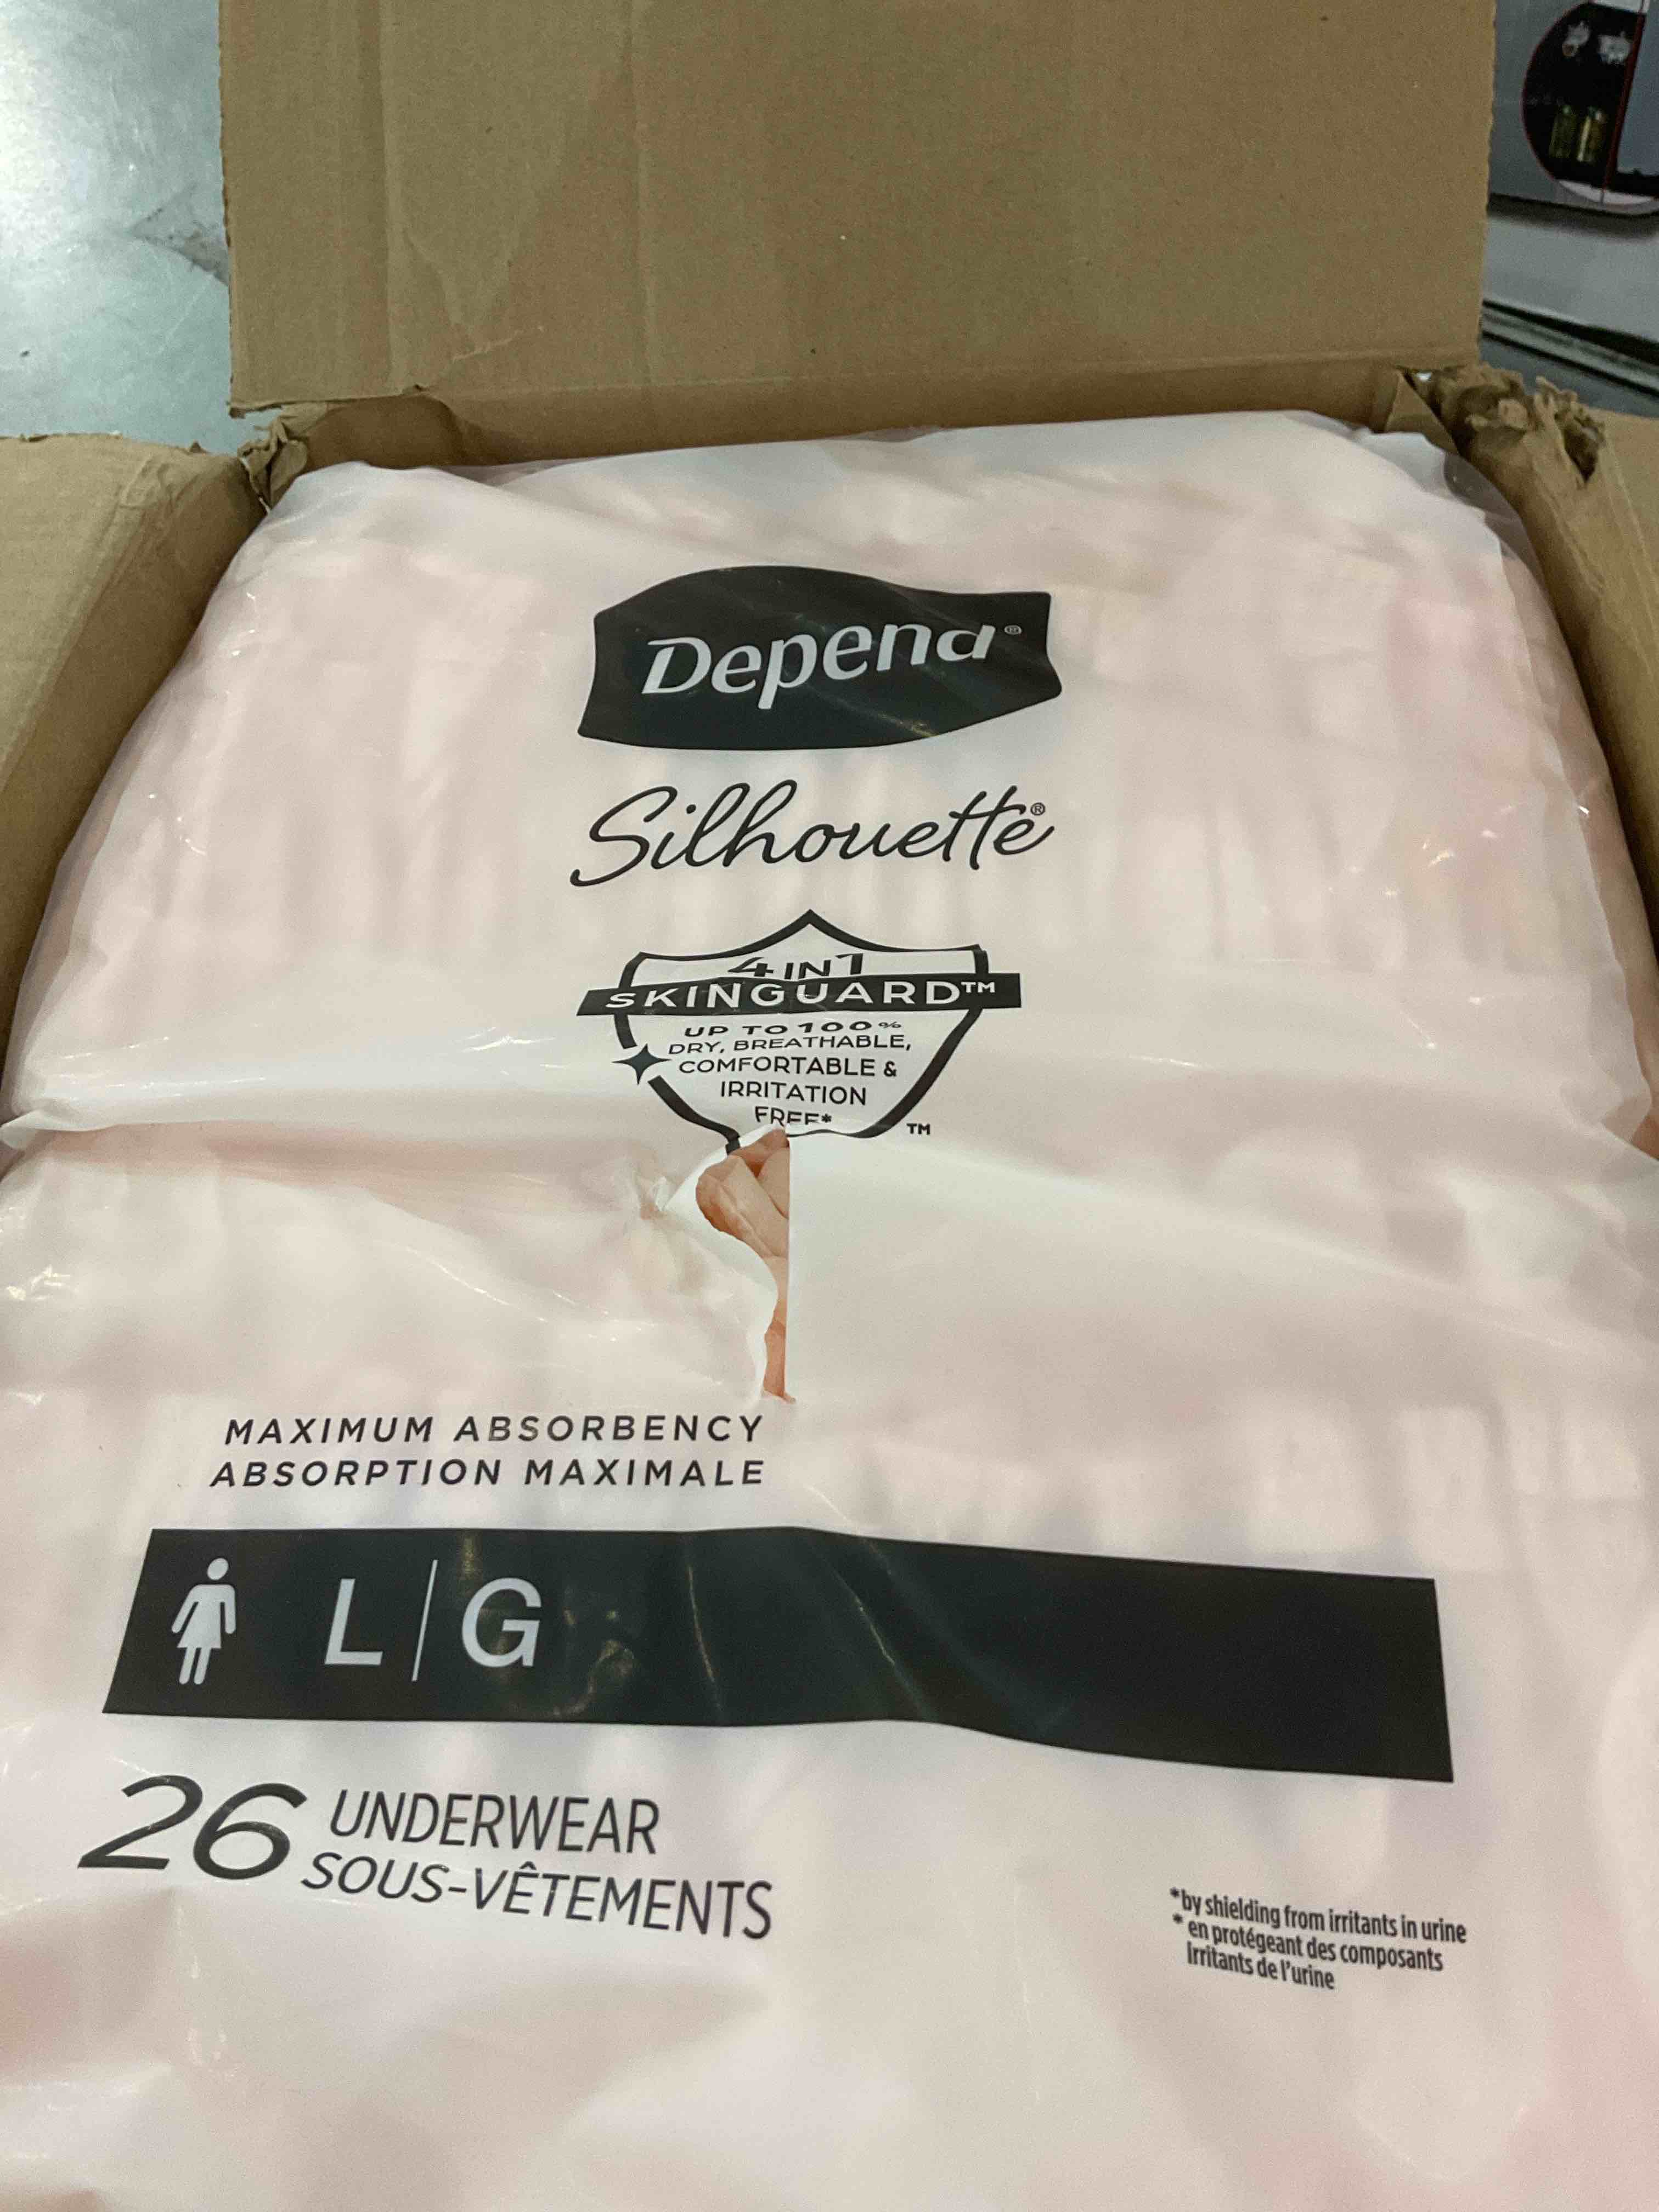 Depend®
Silhouette®
4 IN 1
SKINGUARD™
UP TO 100%
DRY, BREATHABLE,
COMFORTABLE &
IRRITATION
FREE*
™
MAXIMUM ABSORBENCY
ABSORPTION MAXIMALE
L|G
26 UNDERWEAR
SOUS-VÊTEMENTS
*by shielding from irritants in urine
* en protégeant des composants
Irritants de l'urine